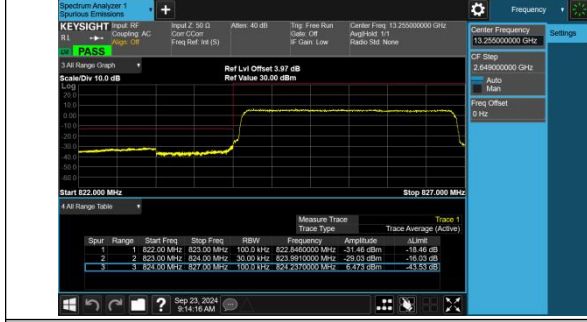 Spectrum Analyzer 1
Spurious Emissions
Frequency
KEYSIGHT Input: RF Input Z: 50 Ω Atten: 40 dB Trig: Free Run Center Freq: 13.255000000 GHz
RL Coupling: AC Corr CCorr Gate: Off Avg|Hold: 1/1
Align: Off Freq Ref: Int (S) IF Gain: Low Radio Std: None
PASS
Center Frequency
13.255000000 GHz
Settings
CF Step
2.649000000 GHz
Auto
Man
Freq Offset
0 Hz
3 All Range Graph
Ref Lvl Offset 3.97 dB
Scale/Div 10.0 dB Ref Value 30.00 dBm
Log
20.0
10.0
0.00
-10.0
-20.0
-30.0
-40.0
-50.0
-60.0
Start 822.000 MHz Stop 827.000 MHz
4 All Range Table
Measure Trace Trace 1
Trace Type Trace Average (Active)
Spur Range Start Freq Stop Freq RBW Frequency Amplitude ΔLimit
1 1 822.00 MHz 823.00 MHz 100.0 kHz 822.8460000 MHz -31.46 dBm -18.46 dB
2 2 823.00 MHz 824.00 MHz 30.00 kHz 823.9910000 MHz -29.03 dBm -16.03 dB
3 3 824.00 MHz 827.00 MHz 100.0 kHz 824.2370000 MHz 6.473 dBm -43.53 dB
Sep 23, 2024
9:14:16 AM